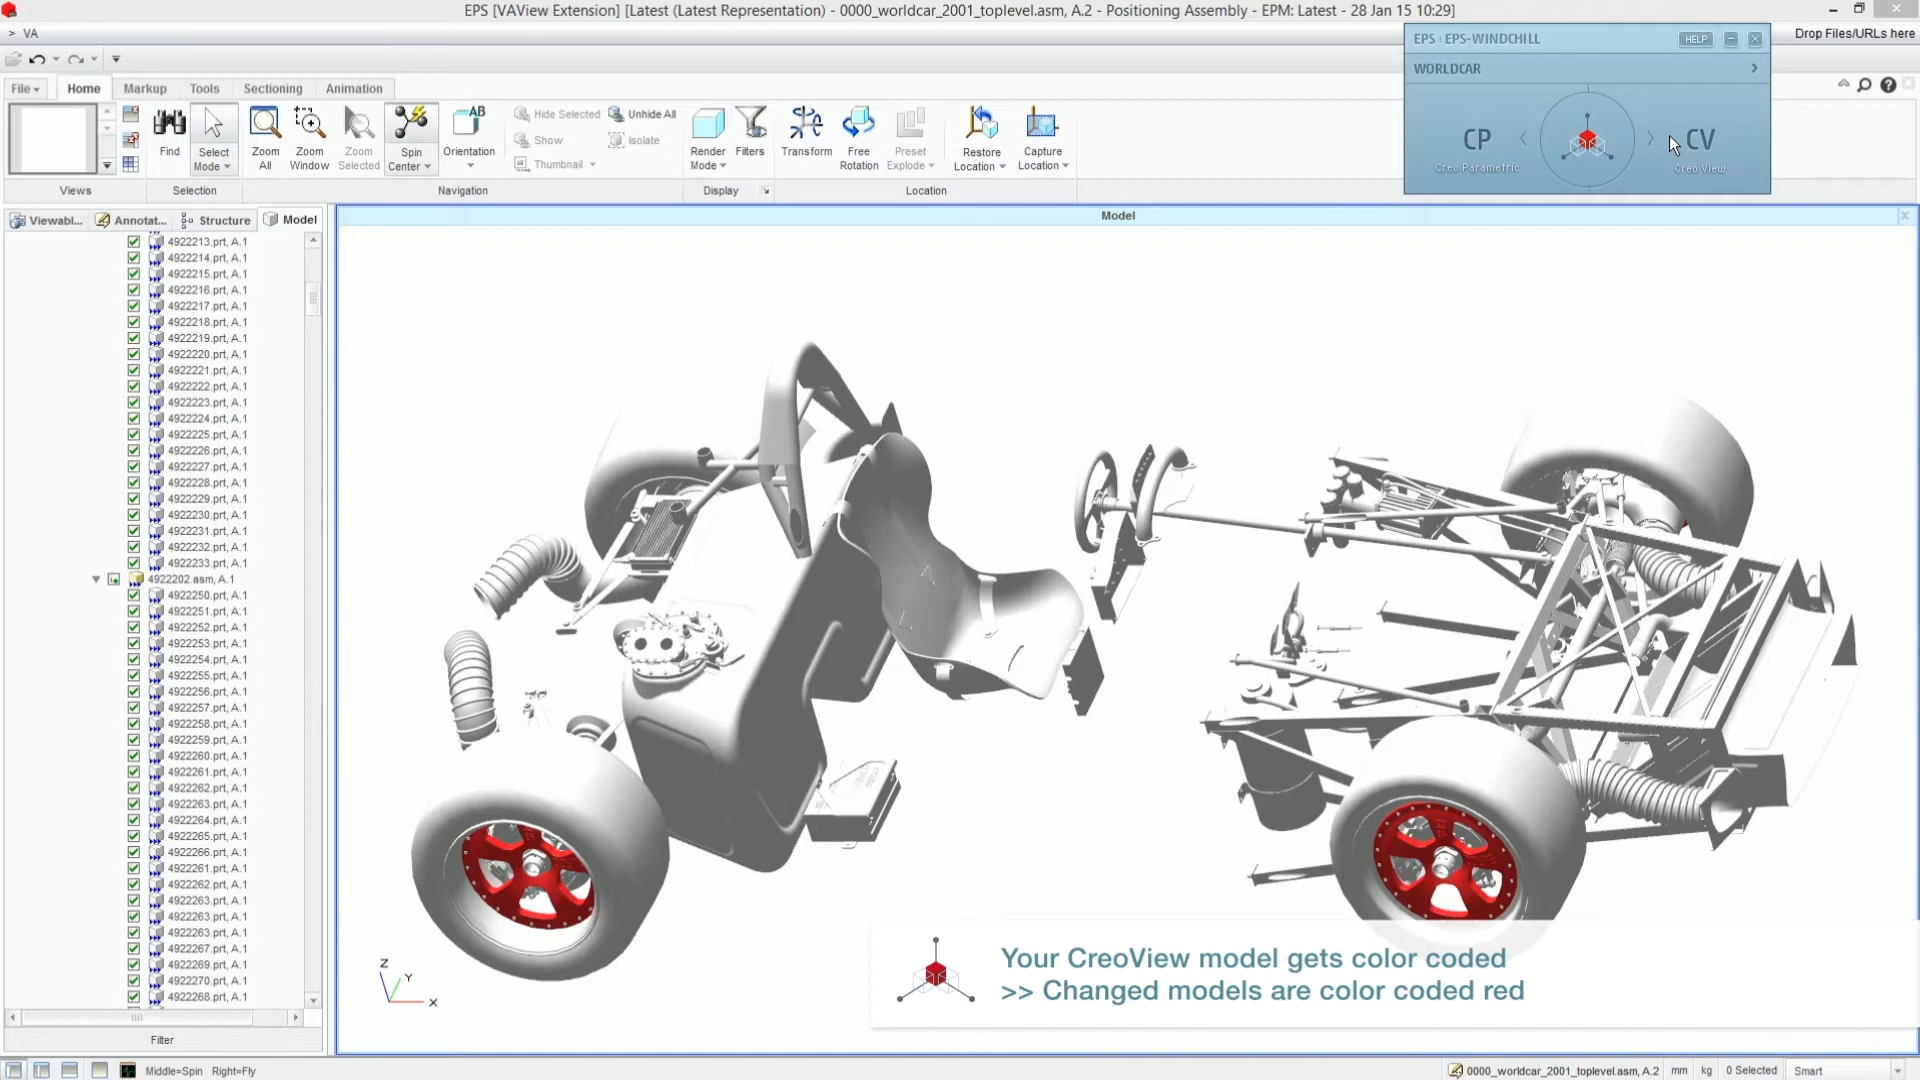 EPS [VAView Extension] [Latest (Latest Representation) - 0000_worldcar_2001_toplevel.asm, A.2 - Positioning Assembly - EPM: Latest - 28 Jan 15 10:29]
> VA
Drop Files/URLs here
EPS : EPS-WINDCHILL
HELP
WORLDCAR
CP
Creo Parametric
CV
Creo View
File
Home
Markup
Tools
Sectioning
Animation
Find
Select Mode
Zoom All
Zoom Window
Zoom Selected
Spin Center
Orientation
Hide Selected
Unhide All
Show
Isolate
Thumbnail
Render Mode
Filters
Transform
Free Rotation
Preset Explode
Restore Location
Capture Location
Views
Selection
Navigation
Display
Location
Viewabl...
Annotat...
Structure
Model
Model
4922213.prt, A.1
4922214.prt, A.1
4922215.prt, A.1
4922216.prt, A.1
4922217.prt, A.1
4922218.prt, A.1
4922219.prt, A.1
4922220.prt, A.1
4922221.prt, A.1
4922222.prt, A.1
4922223.prt, A.1
4922224.prt, A.1
4922225.prt, A.1
4922226.prt, A.1
4922227.prt, A.1
4922228.prt, A.1
4922229.prt, A.1
4922230.prt, A.1
4922231.prt, A.1
4922232.prt, A.1
4922233.prt, A.1
4922202.asm, A.1
4922250.prt, A.1
4922251.prt, A.1
4922252.prt, A.1
4922253.prt, A.1
4922254.prt, A.1
4922255.prt, A.1
4922256.prt, A.1
4922257.prt, A.1
4922258.prt, A.1
4922259.prt, A.1
4922260.prt, A.1
4922261.prt, A.1
4922262.prt, A.1
4922263.prt, A.1
4922264.prt, A.1
4922265.prt, A.1
4922266.prt, A.1
4922261.prt, A.1
4922262.prt, A.1
4922263.prt, A.1
4922263.prt, A.1
4922263.prt, A.1
4922267.prt, A.1
4922269.prt, A.1
4922270.prt, A.1
4922268.prt, A.1
Filter
Z
Y
X
Your CreoView model gets color coded
>> Changed models are color coded red
Middle=Spin Right=Fly
0000_worldcar_2001_toplevel.asm, A.2
mm
kg
0 Selected
Smart